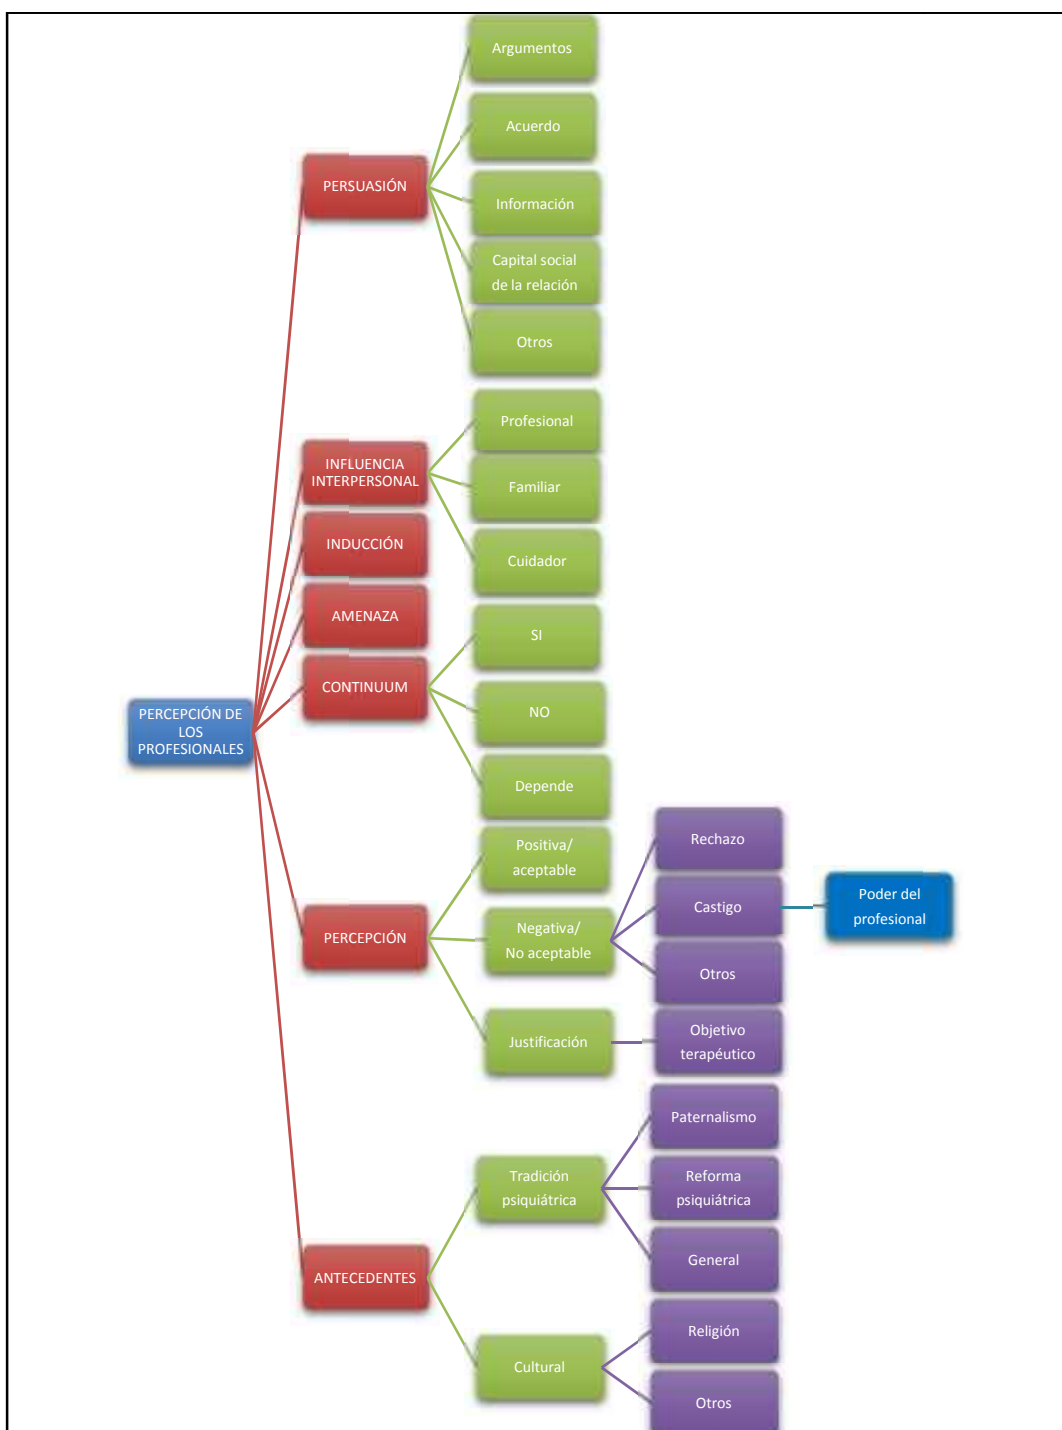 Argumentos
Acuerdo
PERSUASIÓN
Información
Capital social
de la relación
Otros
Profesional
INFLUENCIA
INTERPERSONAL
Familiar
INDUCCIÓN
Cuidador
AMENAZA
SI
CONTINUUM
NO
PERCEPCIÓN DE
LOS
PROFESIONALES
Depende
Positiva/
aceptable
Rechazo
Castigo
Poder del
profesional
PERCEPCIÓN
Negativa/
No aceptable
Otros
Justificación
Objetivo
terapéutico
Paternalismo
Tradición
psiquiátrica
Reforma
psiquiátrica
General
ANTECEDENTES
Religión
Cultural
Otros